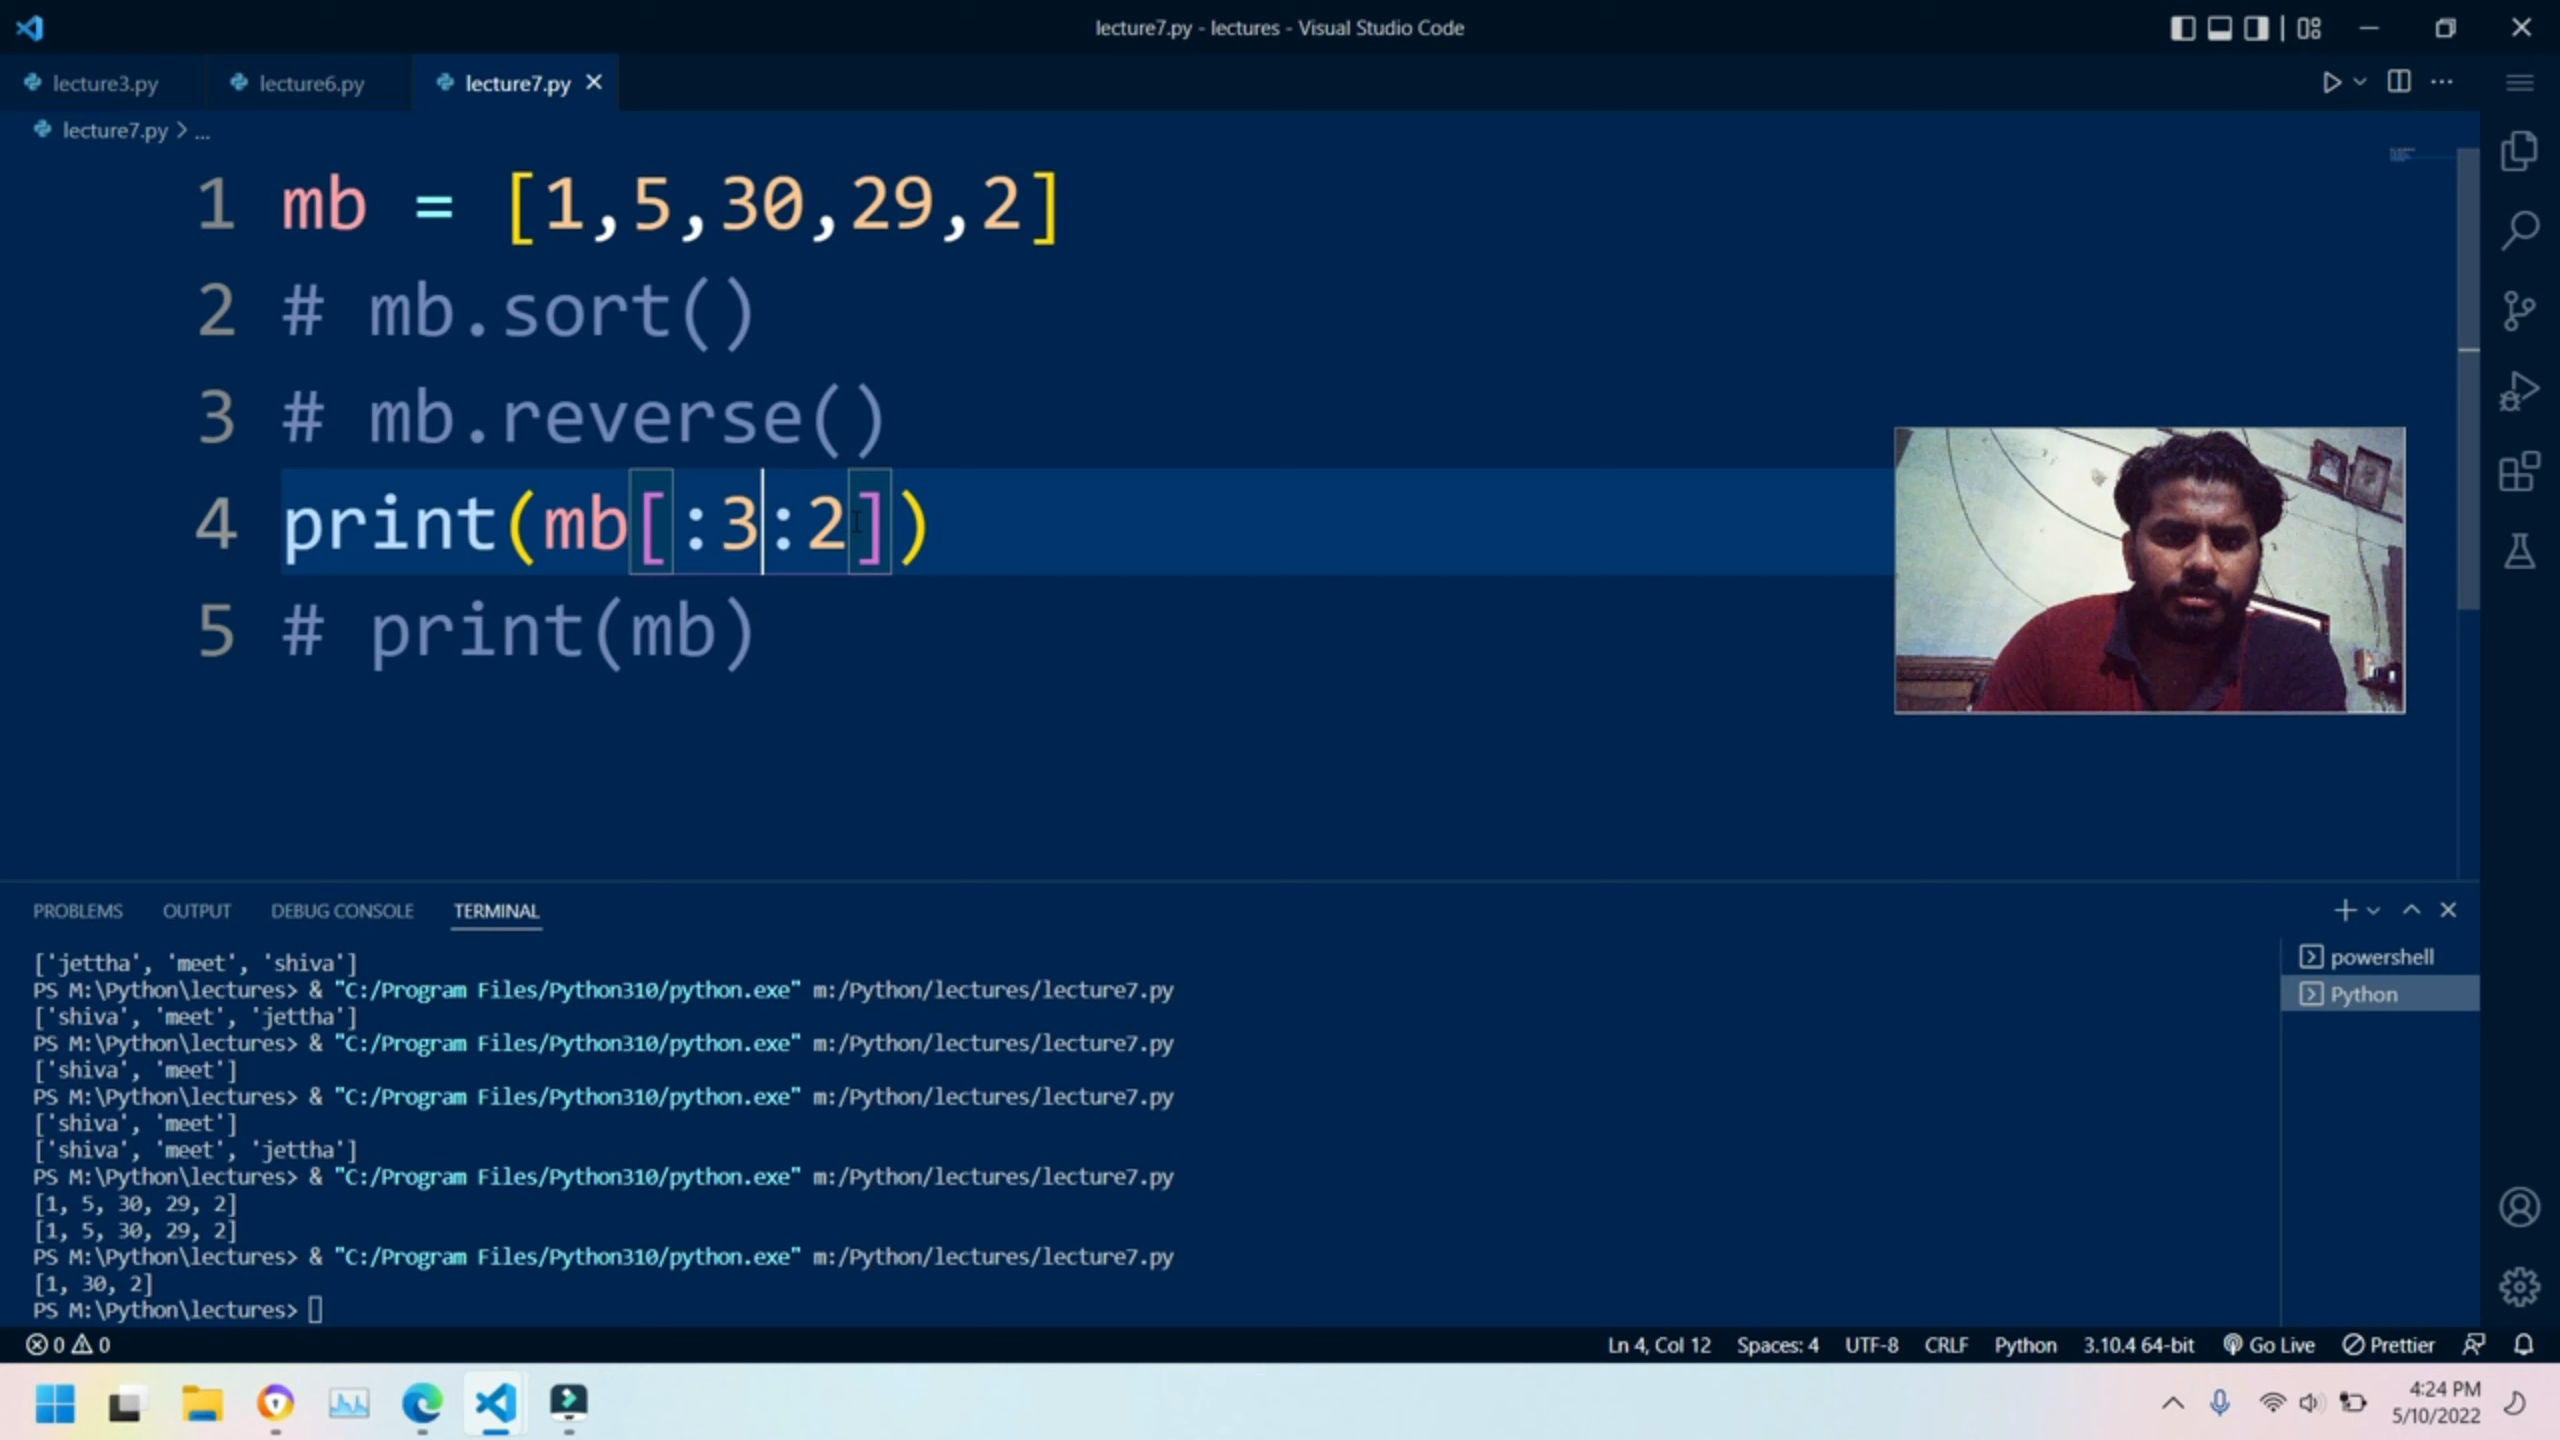 lecture7.py - lectures - Visual Studio Code
lecture3.py lecture6.py lecture7.py
lecture7.py > ...
1 mb = [1,5,30,29,2]
2 # mb.sort()
3 # mb.reverse()
4 print(mb[:3:2])
5 # print(mb)
PROBLEMS OUTPUT DEBUG CONSOLE TERMINAL
['jettha', 'meet', 'shiva']
PS M:\Python\lectures> & "C:/Program Files/Python310/python.exe" m:/Python/lectures/lecture7.py
['shiva', 'meet', 'jettha']
PS M:\Python\lectures> & "C:/Program Files/Python310/python.exe" m:/Python/lectures/lecture7.py
['shiva', 'meet']
PS M:\Python\lectures> & "C:/Program Files/Python310/python.exe" m:/Python/lectures/lecture7.py
['shiva', 'meet']
['shiva', 'meet', 'jettha']
PS M:\Python\lectures> & "C:/Program Files/Python310/python.exe" m:/Python/lectures/lecture7.py
[1, 5, 30, 29, 2]
[1, 5, 30, 29, 2]
PS M:\Python\lectures> & "C:/Program Files/Python310/python.exe" m:/Python/lectures/lecture7.py
[1, 30, 2]
PS M:\Python\lectures>
powershell
Python
0 0 Ln 4, Col 12 Spaces: 4 UTF-8 CRLF Python 3.10.4 64-bit Go Live Prettier
4:24 PM
5/10/2022